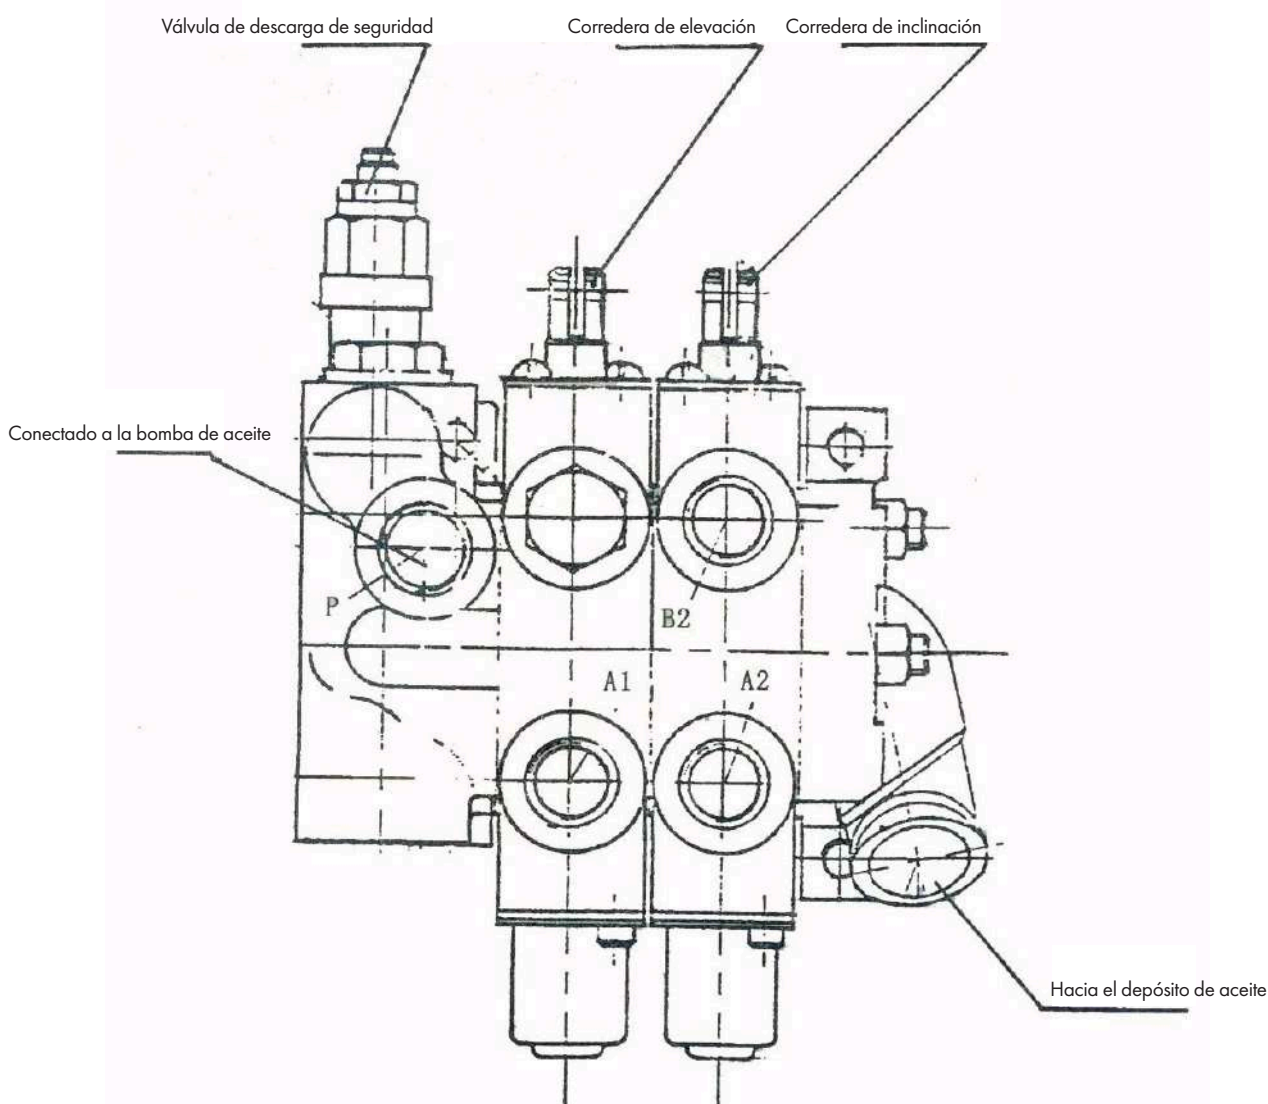 Válvula de descarga de seguridad
Corredera de elevación
Corredera de inclinación
Conectado a la bomba de aceite
P
B2
A1
A2
Hacia el depósito de aceite